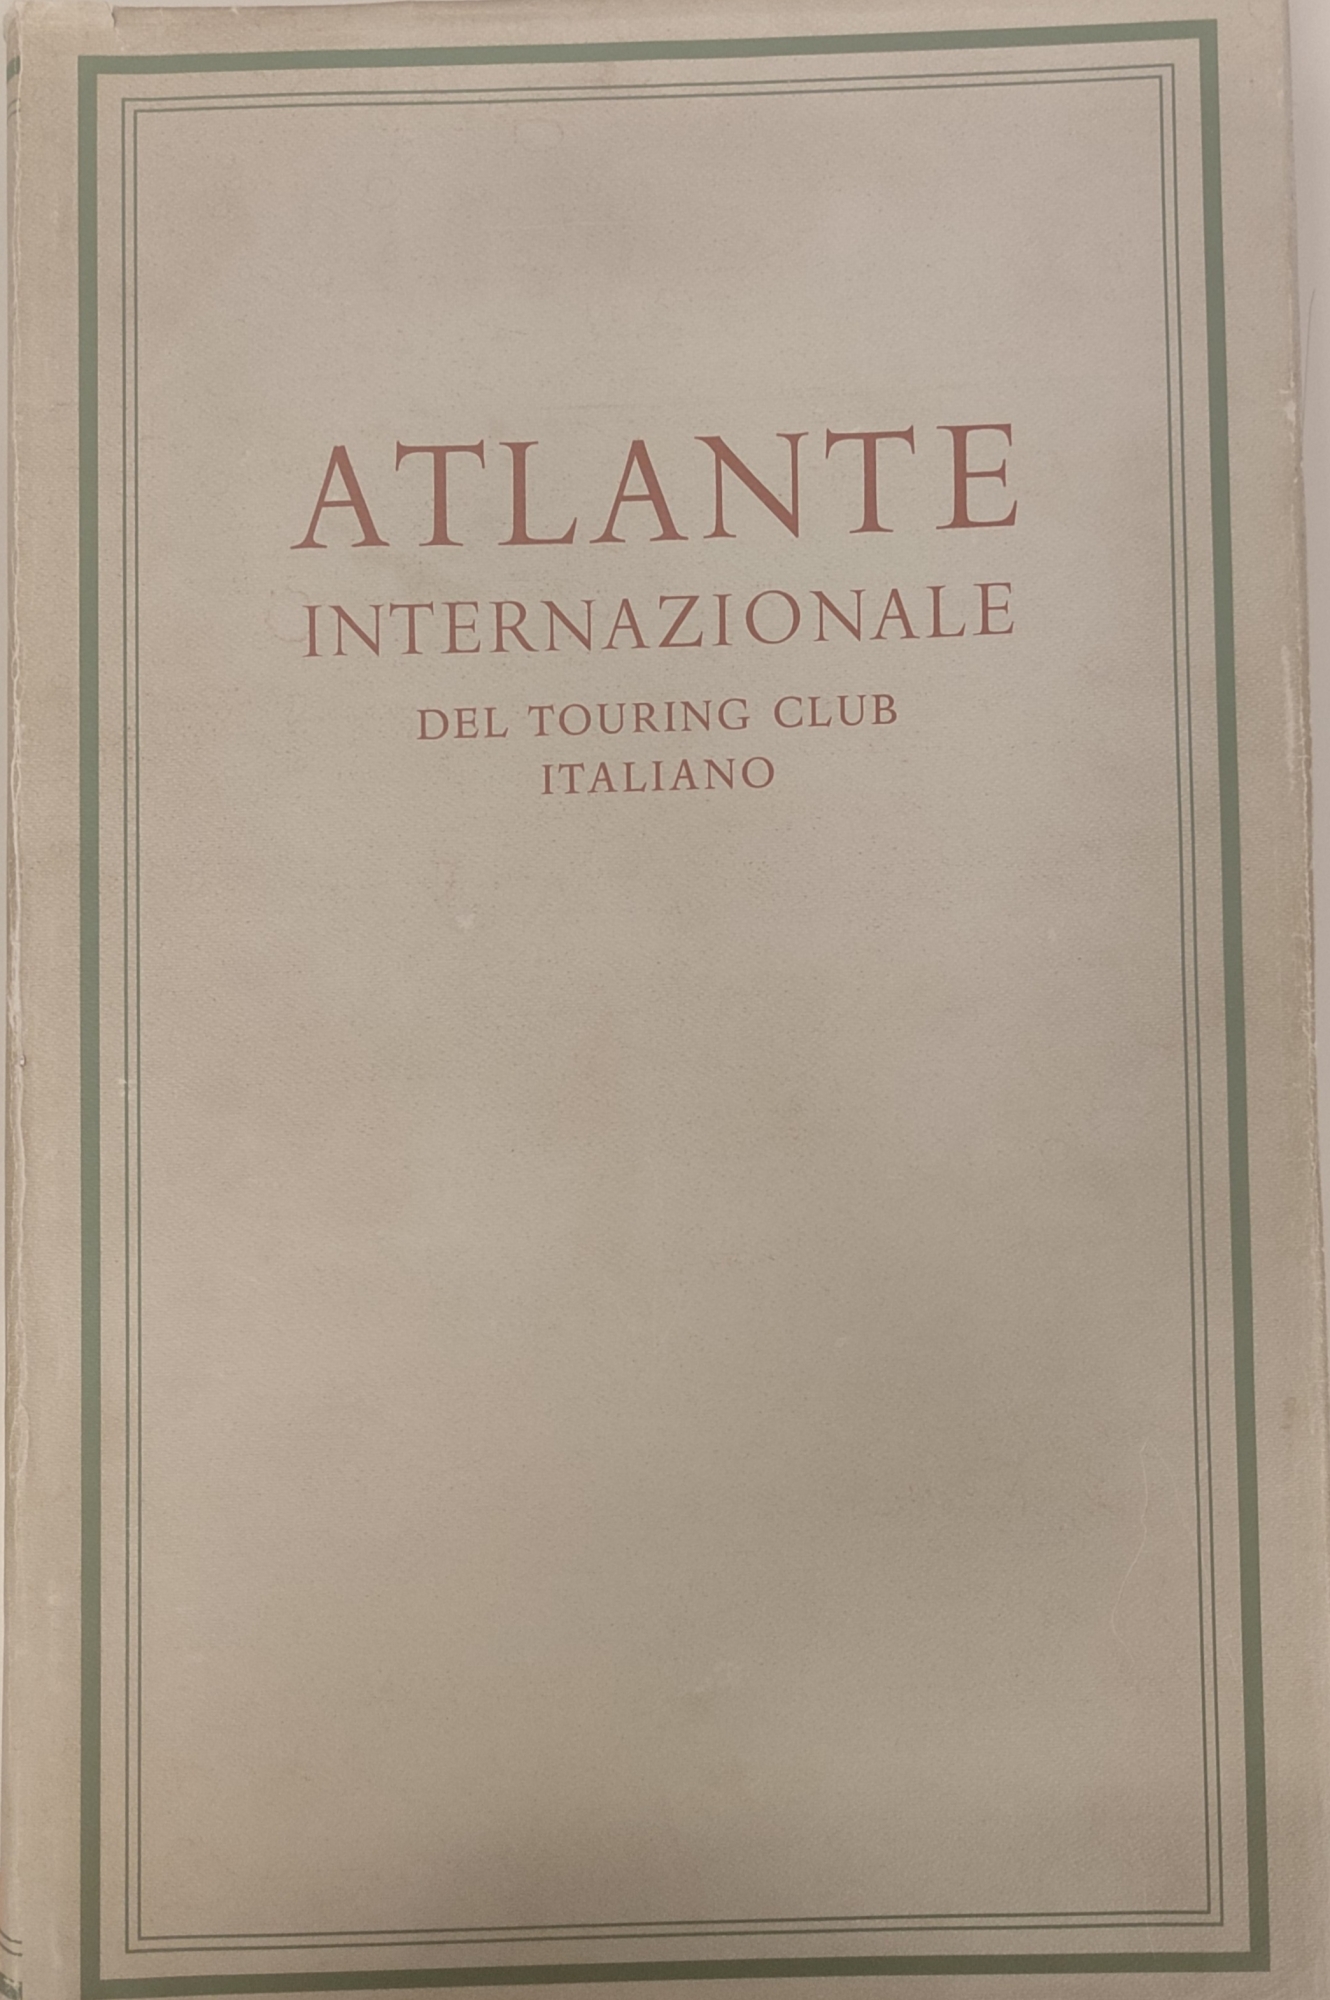 ATLANTE
INTERNAZIONALE
DEL TOURING CLUB
ITALIANO